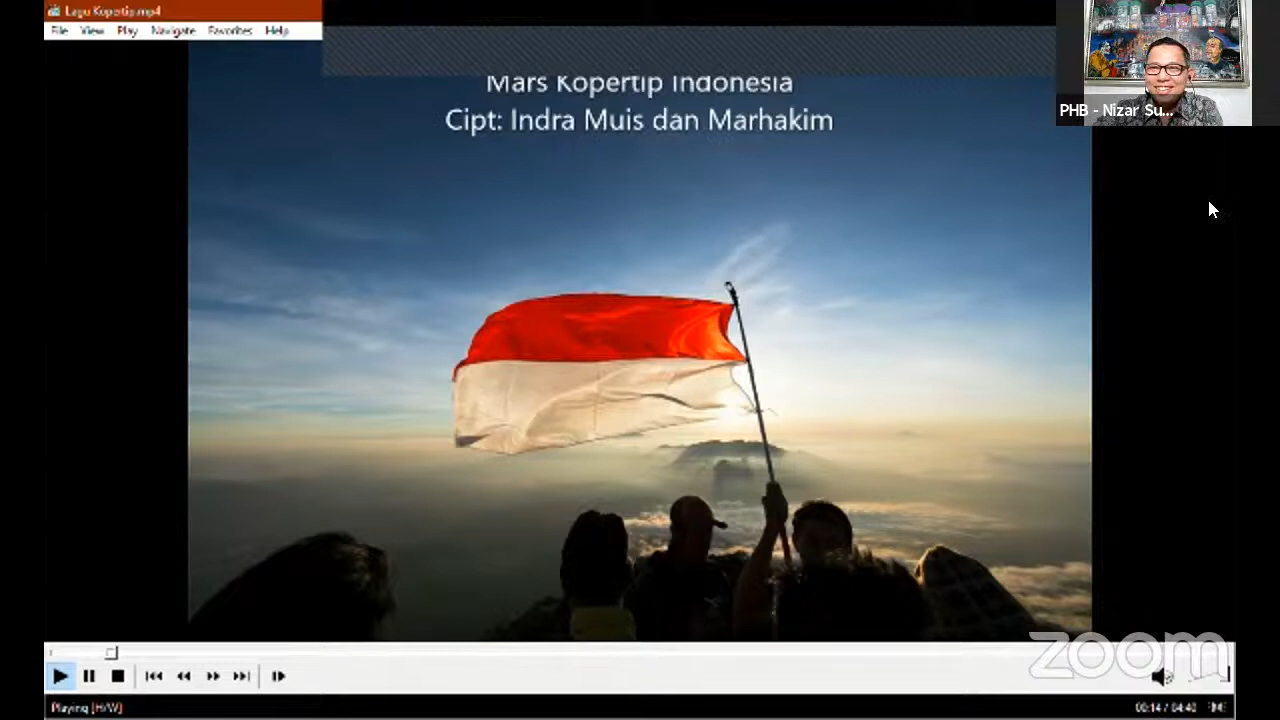 Lagu Kopertip.mp4
File View Play Navigate Favorites Help
Mars Kopertip Indonesia
Cipt: Indra Muis dan Marhakim
PHB - Nizar Su...
zoom
Playing [H/W]
00:14 / 04:40